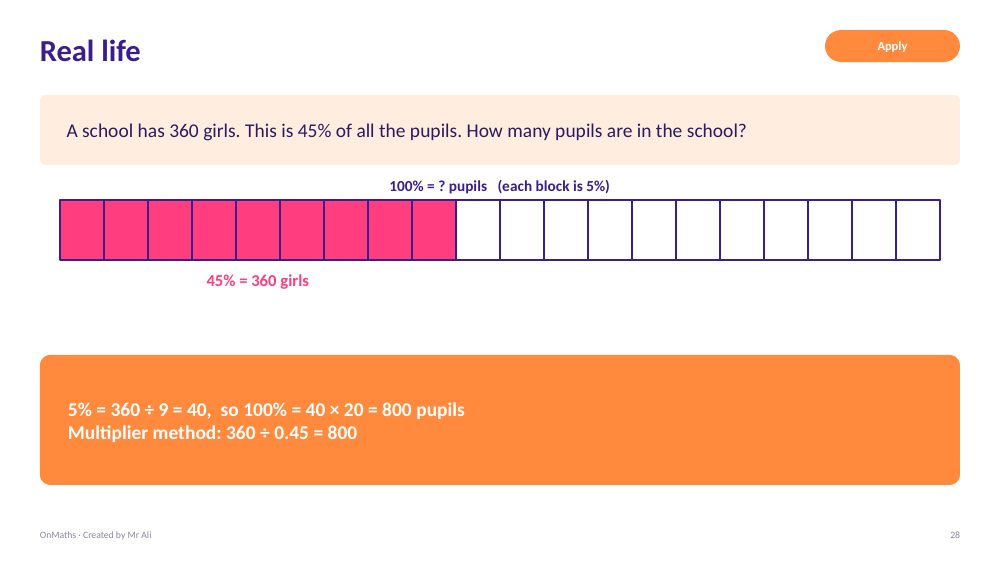 Real life
Apply
A school has 360 girls. This is 45% of all the pupils. How many pupils are in the school?
100% = ? pupils (each block is 5%)
45% = 360 girls
5% = 360 ÷ 9 = 40, so 100% = 40 × 20 = 800 pupils
Multiplier method: 360 ÷ 0.45 = 800
OnMaths · Created by Mr Ali
28